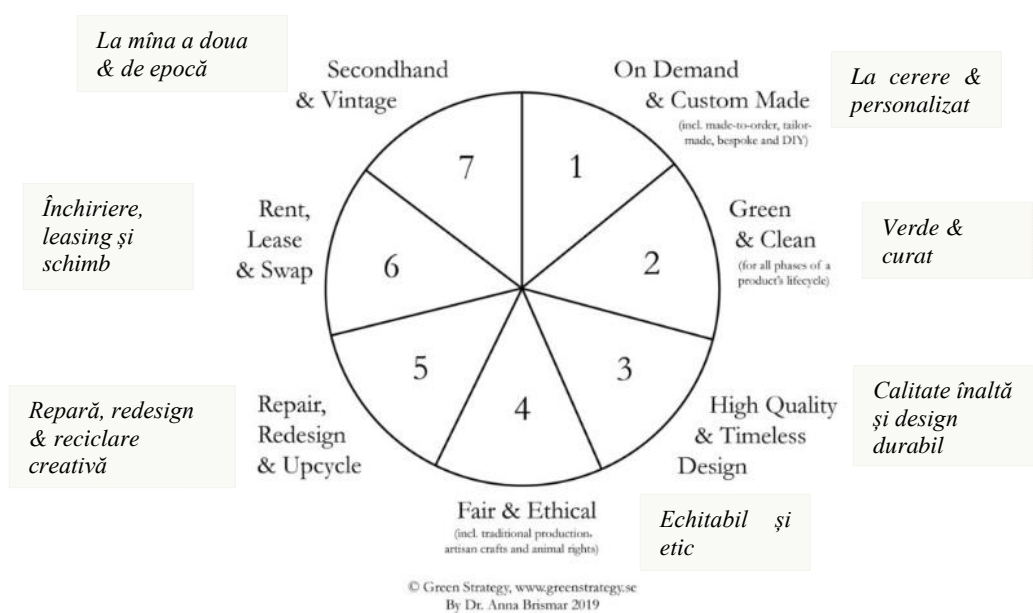 La mîna a doua
& de epocă
Secondhand
& Vintage
On Demand
& Custom Made
(incl. made-to-order, tailor-
made, bespoke and DIY)
La cerere &
personalizat
7
1
Închiriere,
leasing și
schimb
Rent,
Lease
& Swap
6
2
Green
& Clean
(for all phases of a
product's lifecycle)
Verde &
curat
5
4
3
Repară, redesign
& reciclare
creativă
Repair,
Redesign
& Upcycle
High Quality
& Timeless
Design
Calitate înaltă
și design
durabil
Fair & Ethical
(incl. traditional production,
artisan crafts and animal rights)
Echitabil și
etic
© Green Strategy, www.greenstrategy.se
By Dr. Anna Brismar 2019